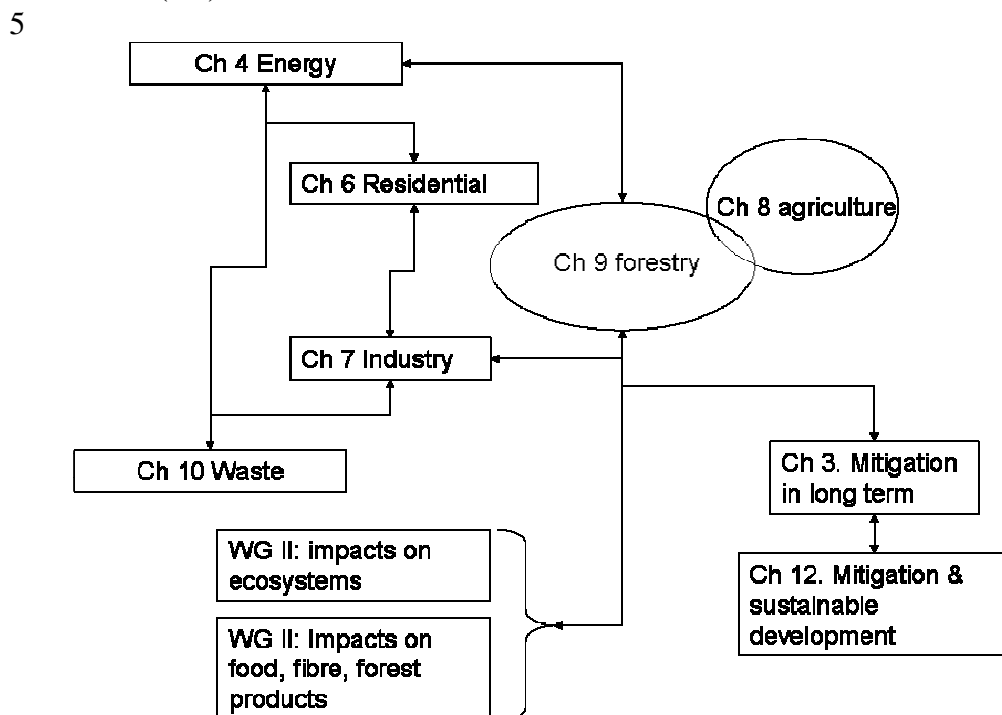 5
Ch 4 Energy
Ch 6 Residential
Ch 8 agriculture
Ch 9 forestry
Ch 7 Industry
Ch 10 Waste
Ch 3. Mitigation
in long term
WG II: impacts on
ecosystems
Ch 12. Mitigation &
sustainable
development
WG II: Impacts on
food, fibre, forest
products